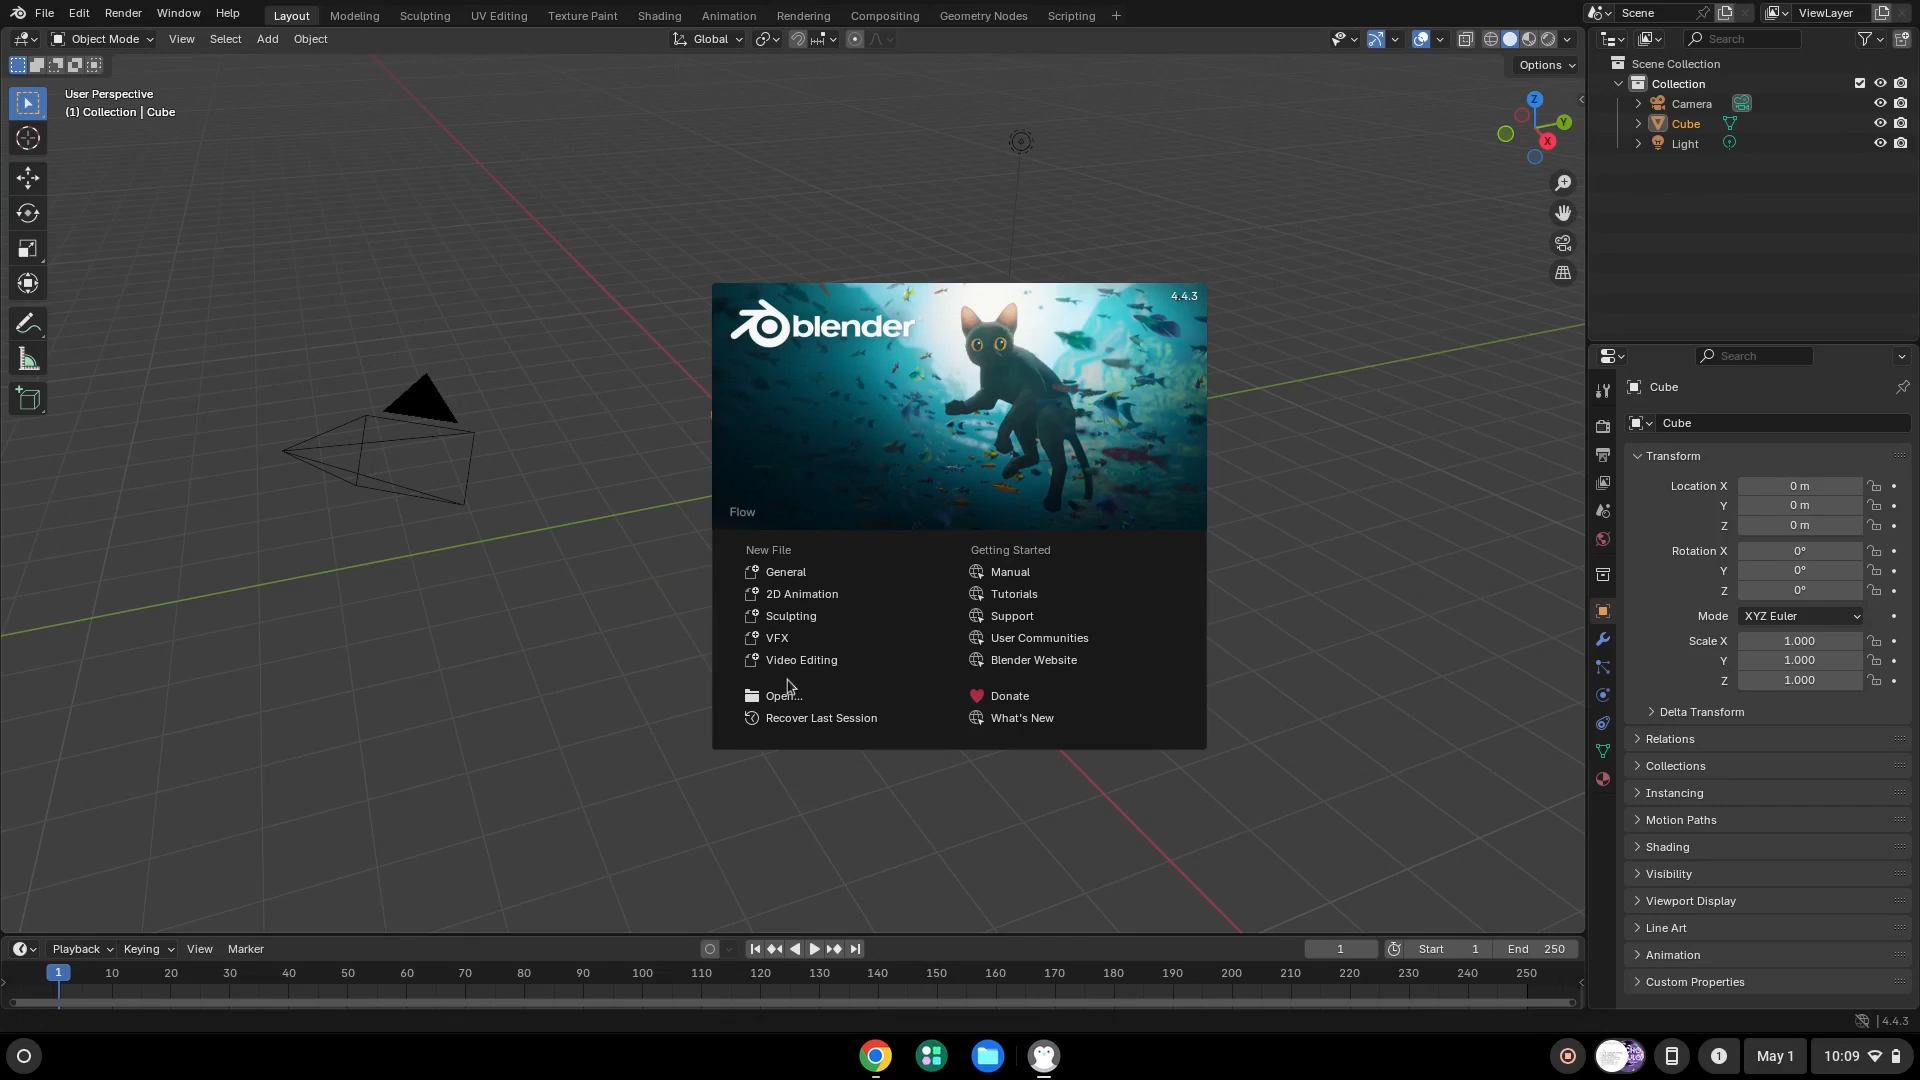 File Edit Render Window Help Layout Modeling Sculpting UV Editing Texture Paint Shading Animation Rendering Compositing Geometry Nodes Scripting + Scene ViewLayer
Object Mode View Select Add Object Global Search
Options
User Perspective
(1) Collection | Cube
Z
Y
X
Scene Collection
Collection
Camera
Cube
Light
4.4.3
blender
Flow
New File
General
2D Animation
Sculpting
VFX
Video Editing
Open...
Recover Last Session
Getting Started
Manual
Tutorials
Support
User Communities
Blender Website
Donate
What's New
Search
Cube
Cube
Transform
Location X 0 m
Y 0 m
Z 0 m
Rotation X 0°
Y 0°
Z 0°
Mode XYZ Euler
Scale X 1.000
Y 1.000
Z 1.000
Delta Transform
Relations
Collections
Instancing
Motion Paths
Shading
Visibility
Viewport Display
Line Art
Animation
Custom Properties
Playback Keying View Marker 1 Start 1 End 250
1 10 20 30 40 50 60 70 80 90 100 110 120 130 140 150 160 170 180 190 200 210 220 230 240 250
4.4.3
1 May 1 10:09